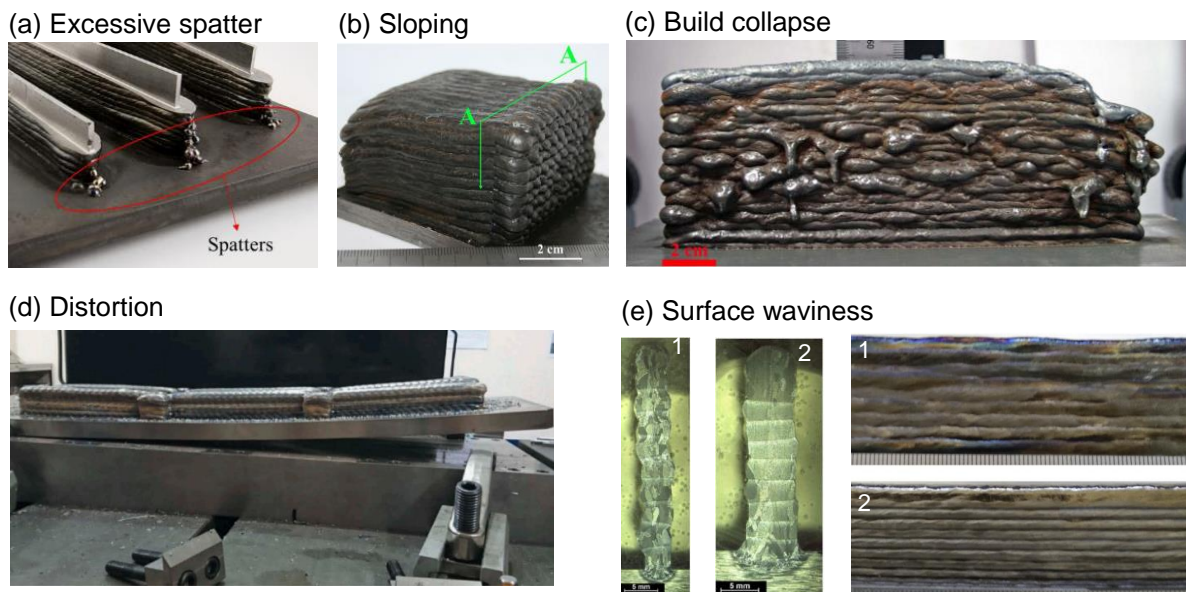 (a) Excessive spatter
(b) Sloping
(c) Build collapse
Spatters
A
A
2 cm
60
2 cm
(d) Distortion
(e) Surface waviness
1
2
1
2
5 mm
5 mm